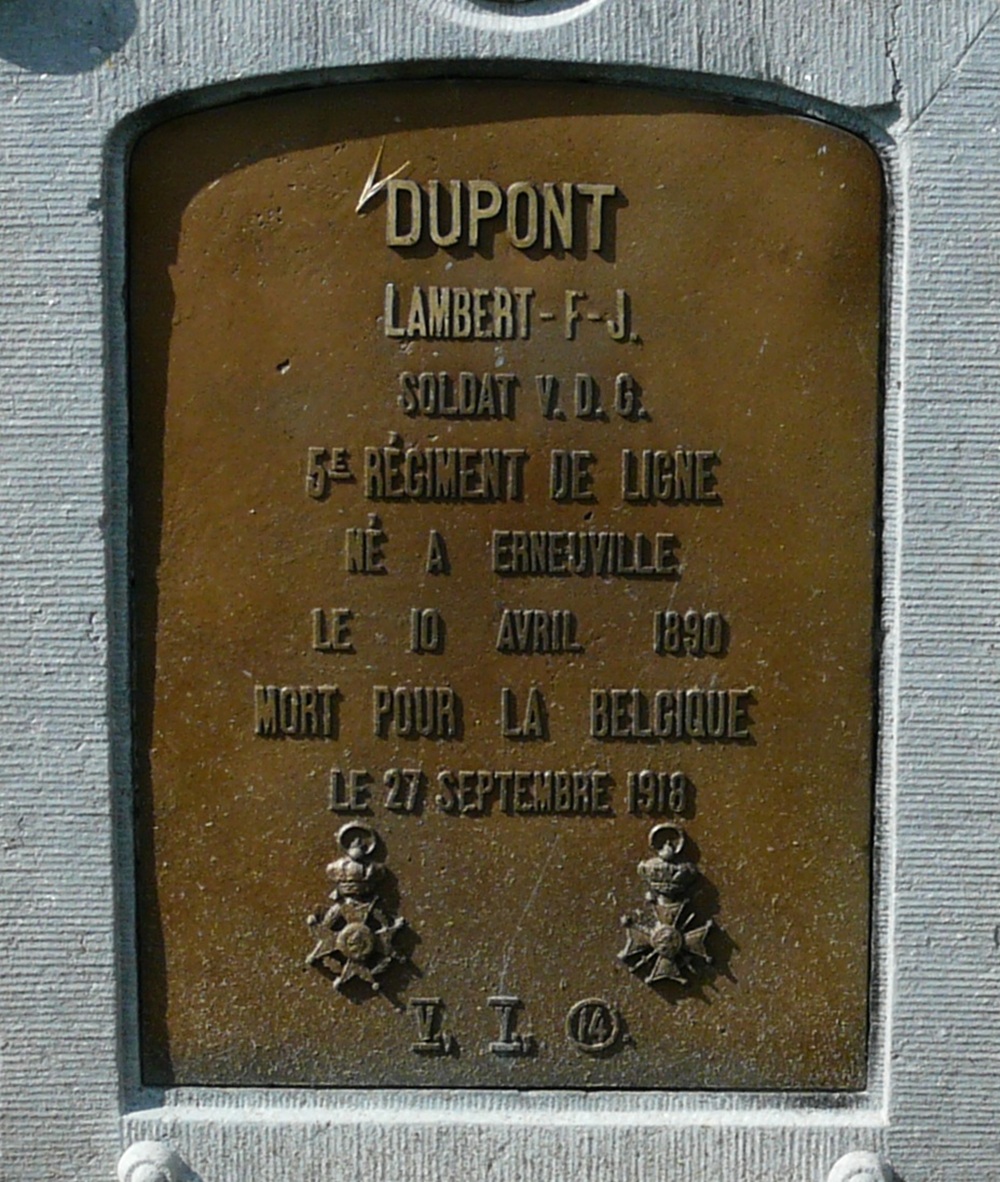 DUPONT
LAMBERT-F-J.
SOLDAT V.D.G.
5E RÉGIMENT DE LIGNE
NÉ A ERNEUVILLE
LE 10 AVRIL 1890
MORT POUR LA BELGIQUE
LE 27 SEPTEMBRE 1918
V. I. 14